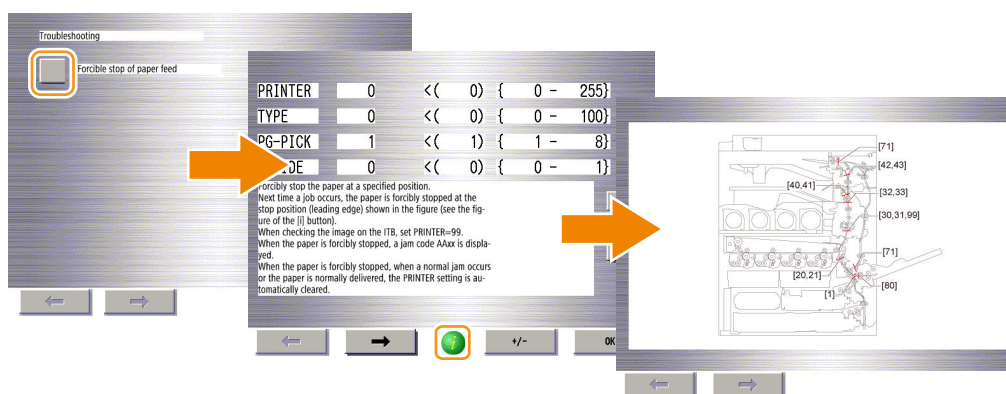 Troubleshooting
Forcible stop of paper feed
PRINTER 0 <( 0) { 0 - 255}
TYPE 0 <( 0) { 0 - 100}
PG-PICK 1 <( 1) { 1 - 8}
IDE 0 <( 0) { 0 - 1}
Forcibly stop the paper at a specified position.
Next time a job occurs, the paper is forcibly stopped at the
stop position (leading edge) shown in the figure (see the fig-
ure of the [i] button).
When checking the image on the ITB, set PRINTER=99.
When the paper is forcibly stopped, a jam code AAxx is displa-
yed.
When the paper is forcibly stopped, when a normal jam occurs
or the paper is normally delivered, the PRINTER setting is au-
tomatically cleared.
i
+/-
OK
[71]
[42,43]
[40,41]
[32,33]
[30,31,99]
[71]
[20,21]
[80]
[1]